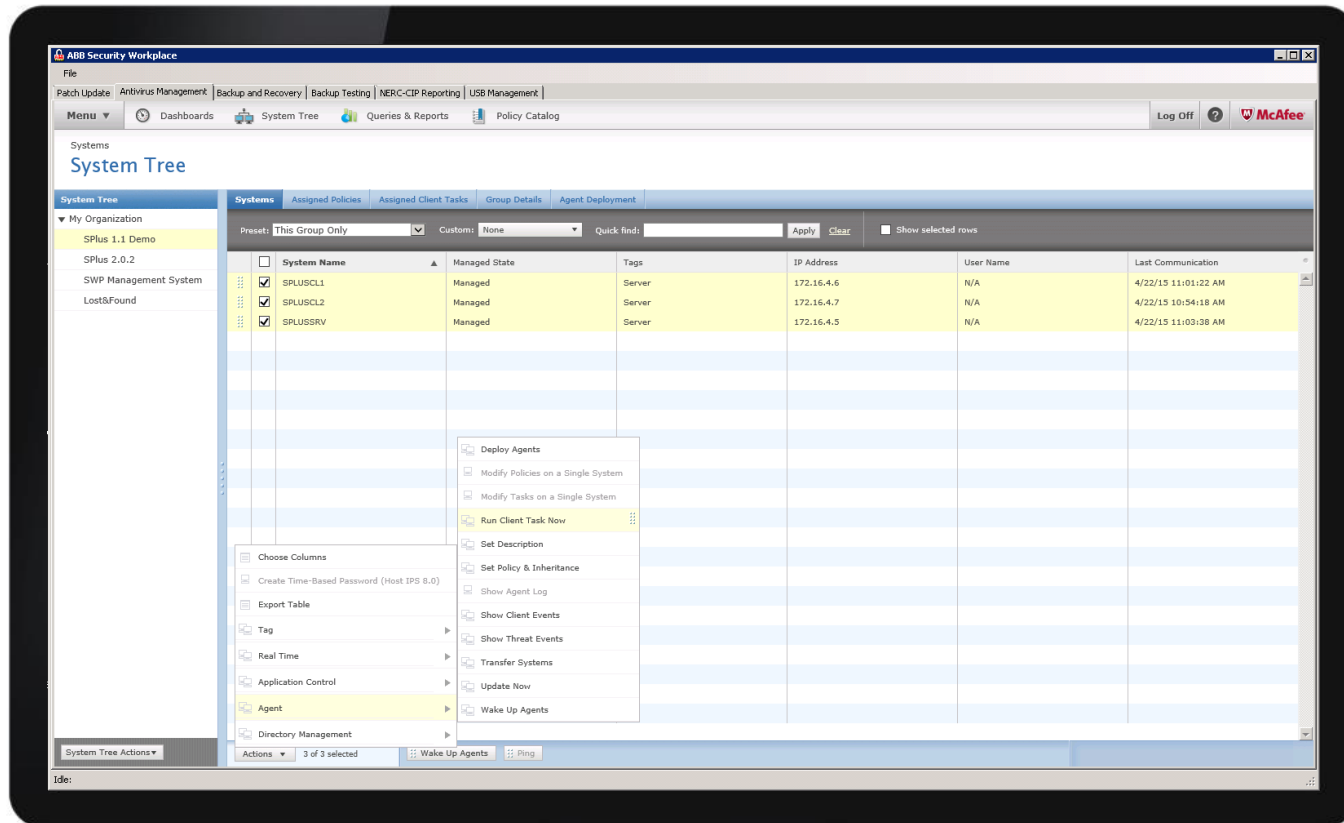 ABB Security Workplace
File
Patch Update Antivirus Management Backup and Recovery Backup Testing NERC-CIP Reporting USB Management
Menu Dashboards System Tree Queries & Reports Policy Catalog Log Off ? McAfee
Systems
System Tree
System Tree Systems Assigned Policies Assigned Client Tasks Group Details Agent Deployment
My Organization
SPlus 1.1 Demo
SPlus 2.0.2
SWP Management System
Lost&Found
Preset: This Group Only Custom: None Quick find: Apply Clear Show selected rows
System Name Managed State Tags IP Address User Name Last Communication
SPLUSCL1 Managed Server 172.16.4.6 N/A 4/22/15 11:01:22 AM
SPLUSCL2 Managed Server 172.16.4.7 N/A 4/22/15 10:54:18 AM
SPLUSSRV Managed Server 172.16.4.5 N/A 4/22/15 11:03:38 AM
Deploy Agents
Modify Policies on a Single System
Modify Tasks on a Single System
Run Client Task Now
Set Description
Set Policy & Inheritance
Show Agent Log
Show Client Events
Show Threat Events
Transfer Systems
Update Now
Wake Up Agents
Choose Columns
Create Time-Based Password (Host IPS 8.0)
Export Table
Tag
Real Time
Application Control
Agent
Directory Management
System Tree Actions Actions 3 of 3 selected Wake Up Agents Ping
Idle: